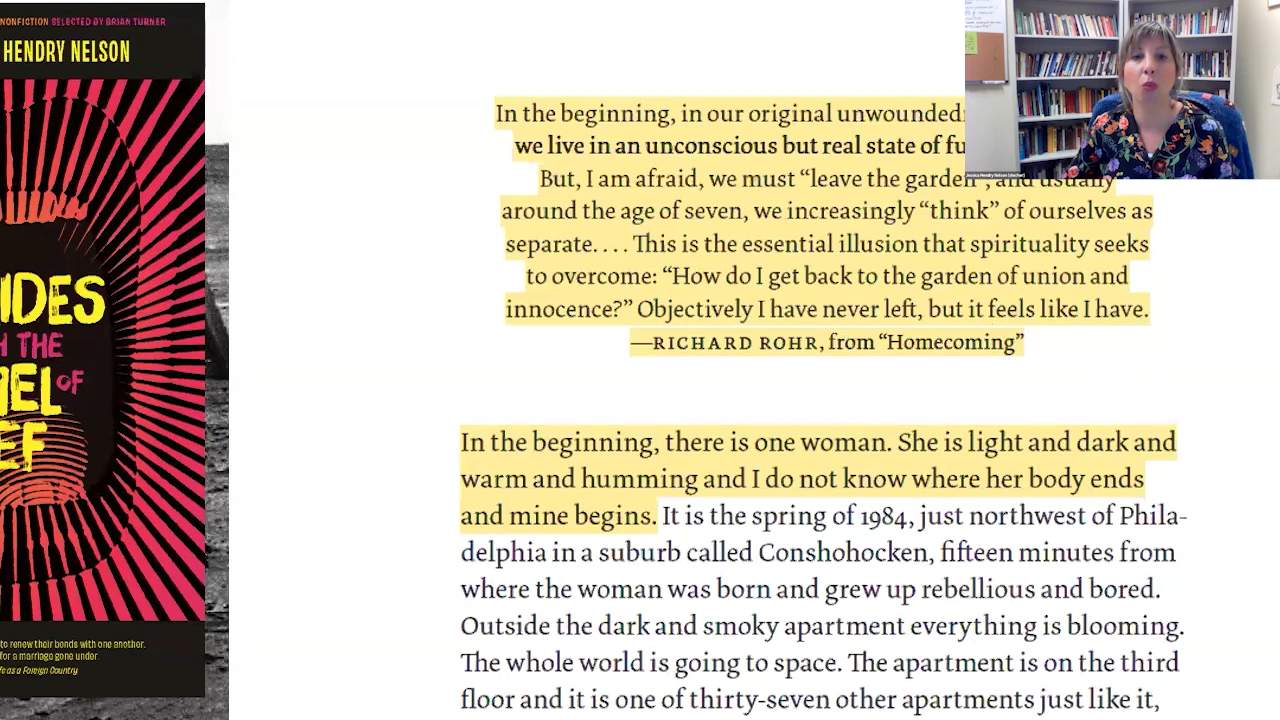 NONFICTION SELECTED BY BRIAN TURNER
HENDRY NELSON
IDES
THE
OF
EF
to renew their bonds with one another.
for a marriage gone under.
as a Foreign Country
In the beginning, in our original
we live in an unconscious but real state of
But, I am afraid, we must “leave the garden”, and usually
around the age of seven, we increasingly “think” of ourselves as
separate. . . . This is the essential illusion that spirituality seeks
to overcome: “How do I get back to the garden of union and
innocence?” Objectively I have never left, but it feels like I have.
—RICHARD ROHR, from “Homecoming”
In the beginning, there is one woman. She is light and dark and
warm and humming and I do not know where her body ends
and mine begins. It is the spring of 1984, just northwest of Phila-
delphia in a suburb called Conshohocken, fifteen minutes from
where the woman was born and grew up rebellious and bored.
Outside the dark and smoky apartment everything is blooming.
The whole world is going to space. The apartment is on the third
floor and it is one of thirty-seven other apartments just like it,
Jessica Hendry Nelson (she/her)